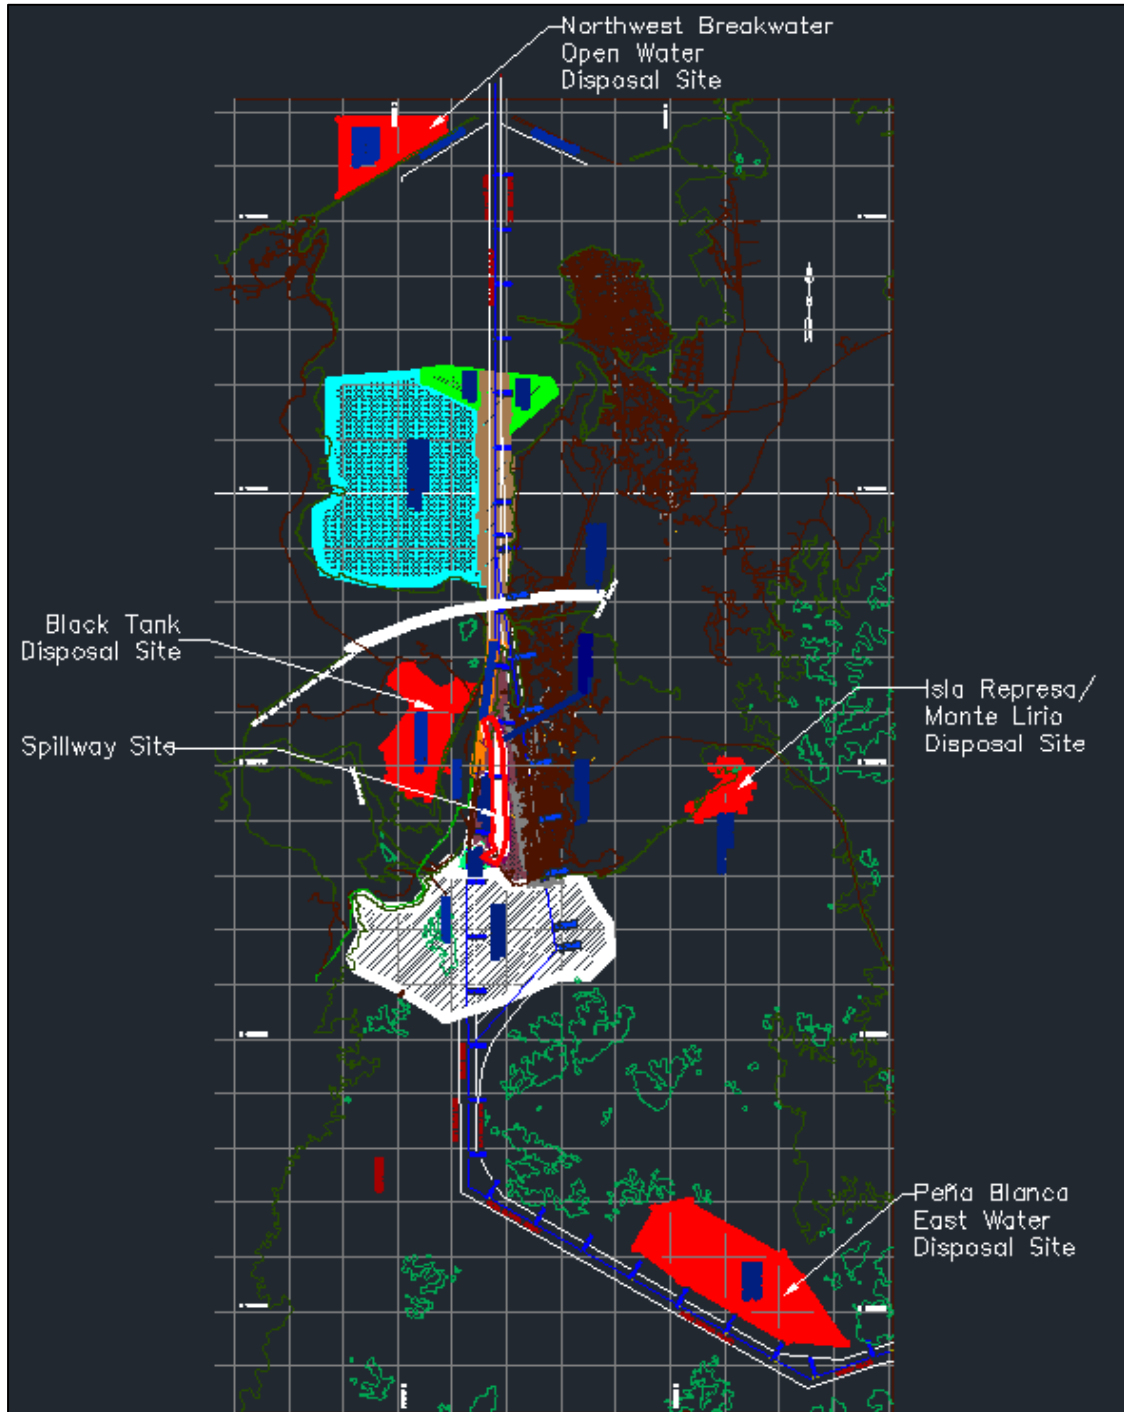 Northwest Breakwater
Open Water
Disposal Site
Black Tank
Disposal Site
Spillway Site
Isla Represa/
Monte Lirio
Disposal Site
Peña Blanca
East Water
Disposal Site